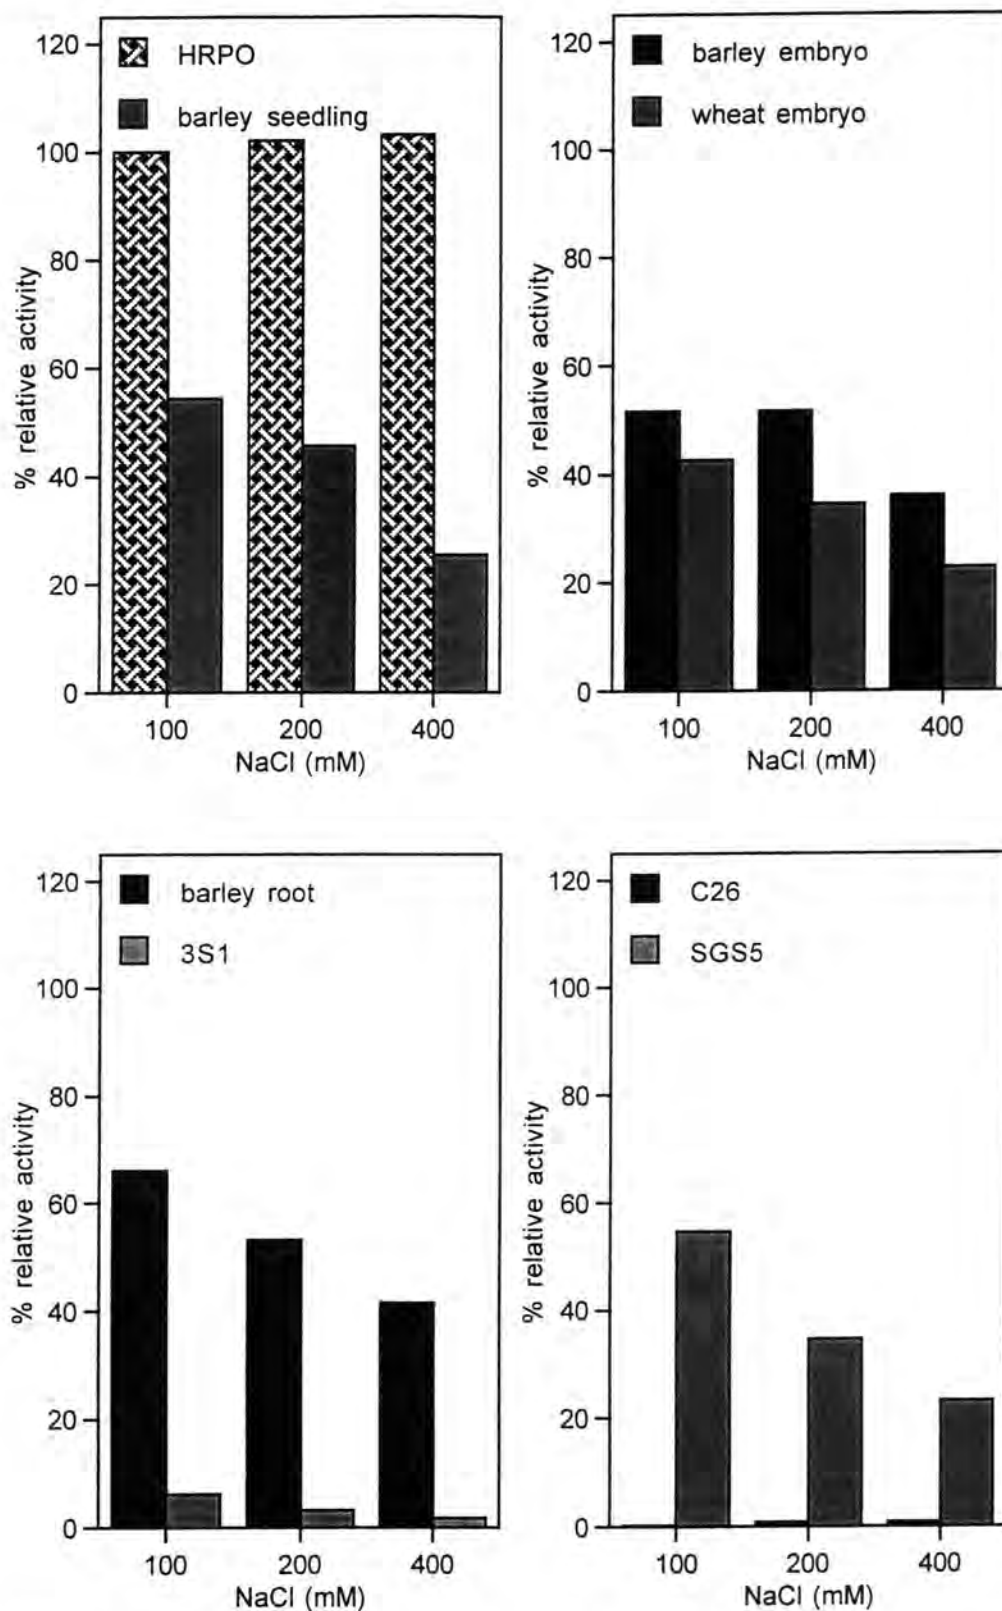 120
100
80
60
40
20
0
% relative activity
HRPO
barley seedling
100 200 400
NaCl (mM)
120
100
80
60
40
20
0
% relative activity
barley embryo
wheat embryo
100 200 400
NaCl (mM)
120
100
80
60
40
20
0
% relative activity
barley root
3S1
100 200 400
NaCl (mM)
120
100
80
60
40
20
0
% relative activity
C26
SGS5
100 200 400
NaCl (mM)